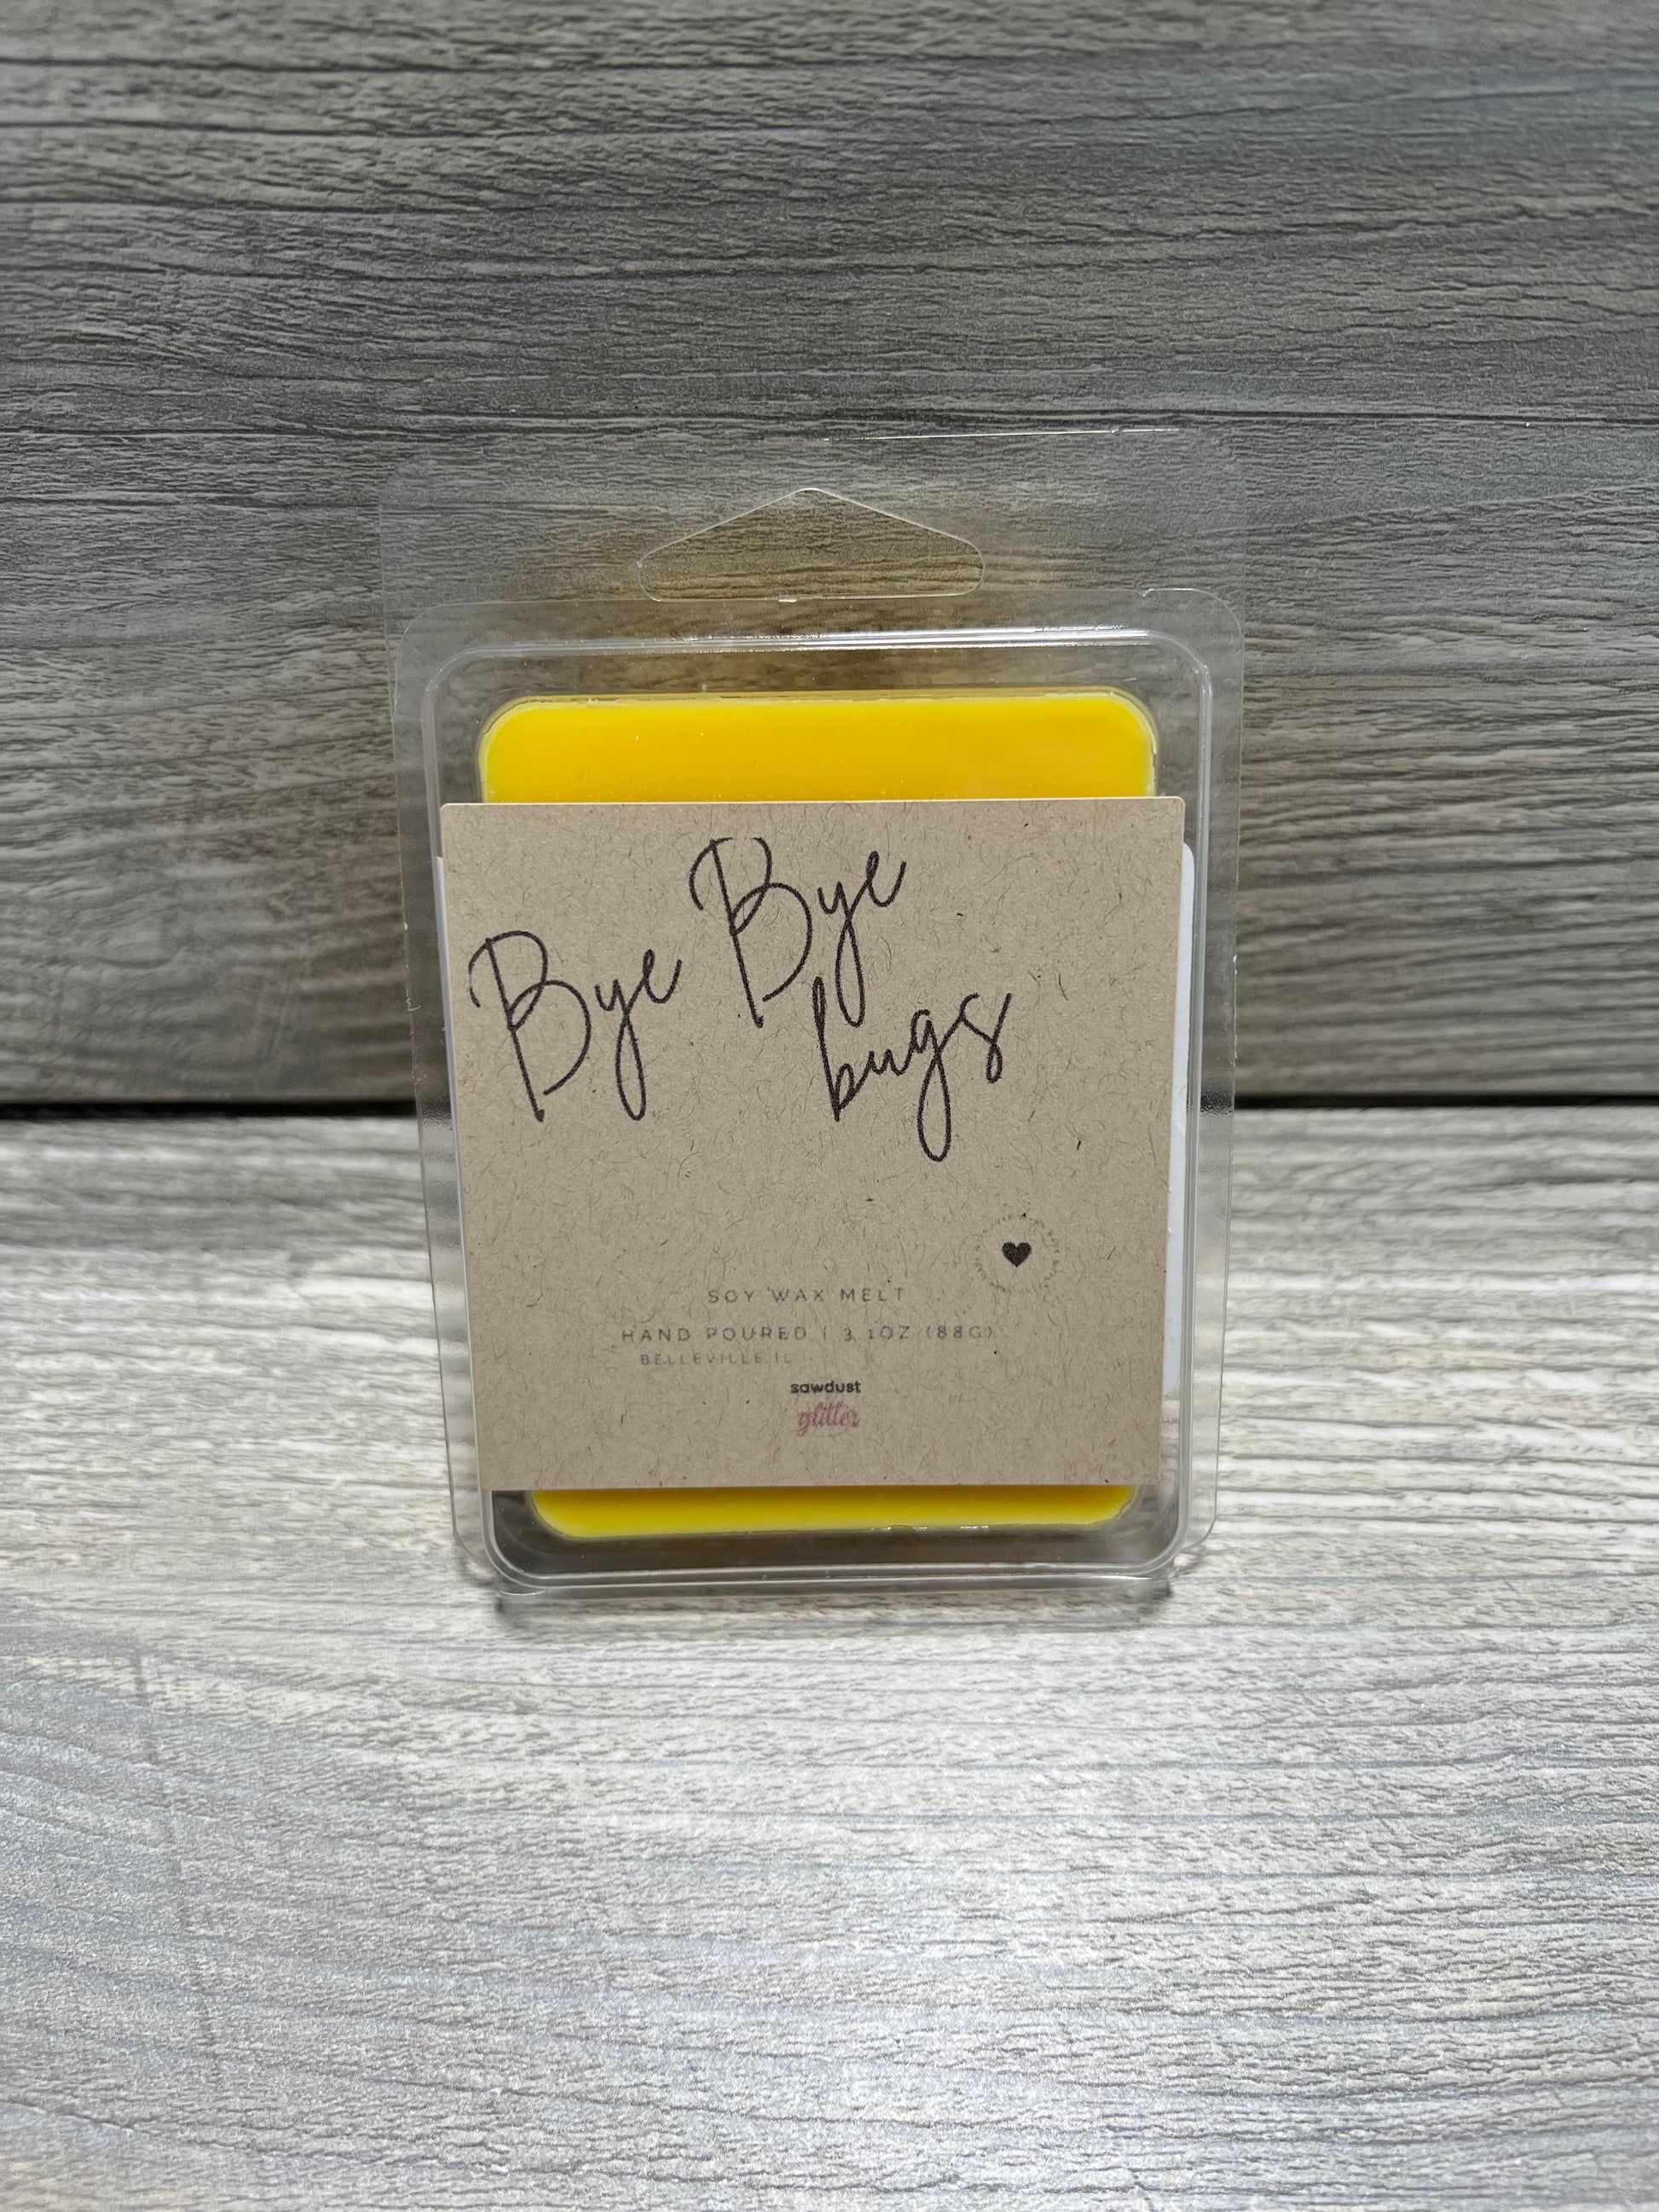 Bye Bye
bugs
SOY WAX MELT
HAND POURED | 3.1OZ (88G)
BELLEVILLE IL
sawdust
glitter